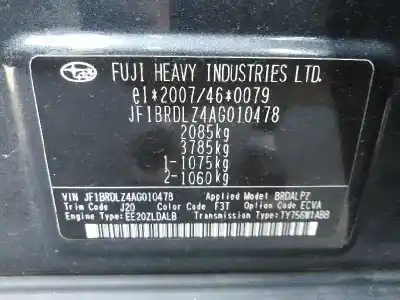 FUJI HEAVY INDUSTRIES LTD.
e1*2007/46*0079
JF1BRDLZ4AG010478
2085kg
3785kg
1-1075kg
2-1060kg
VIN JF1BRDLZ4AG010478 Applied Model BRDALPZ
Trim Code J20 Color Code F3T Option Code ECVA
Engine Type: EE20ZLDALB Transmission Type: TY756W1ABB